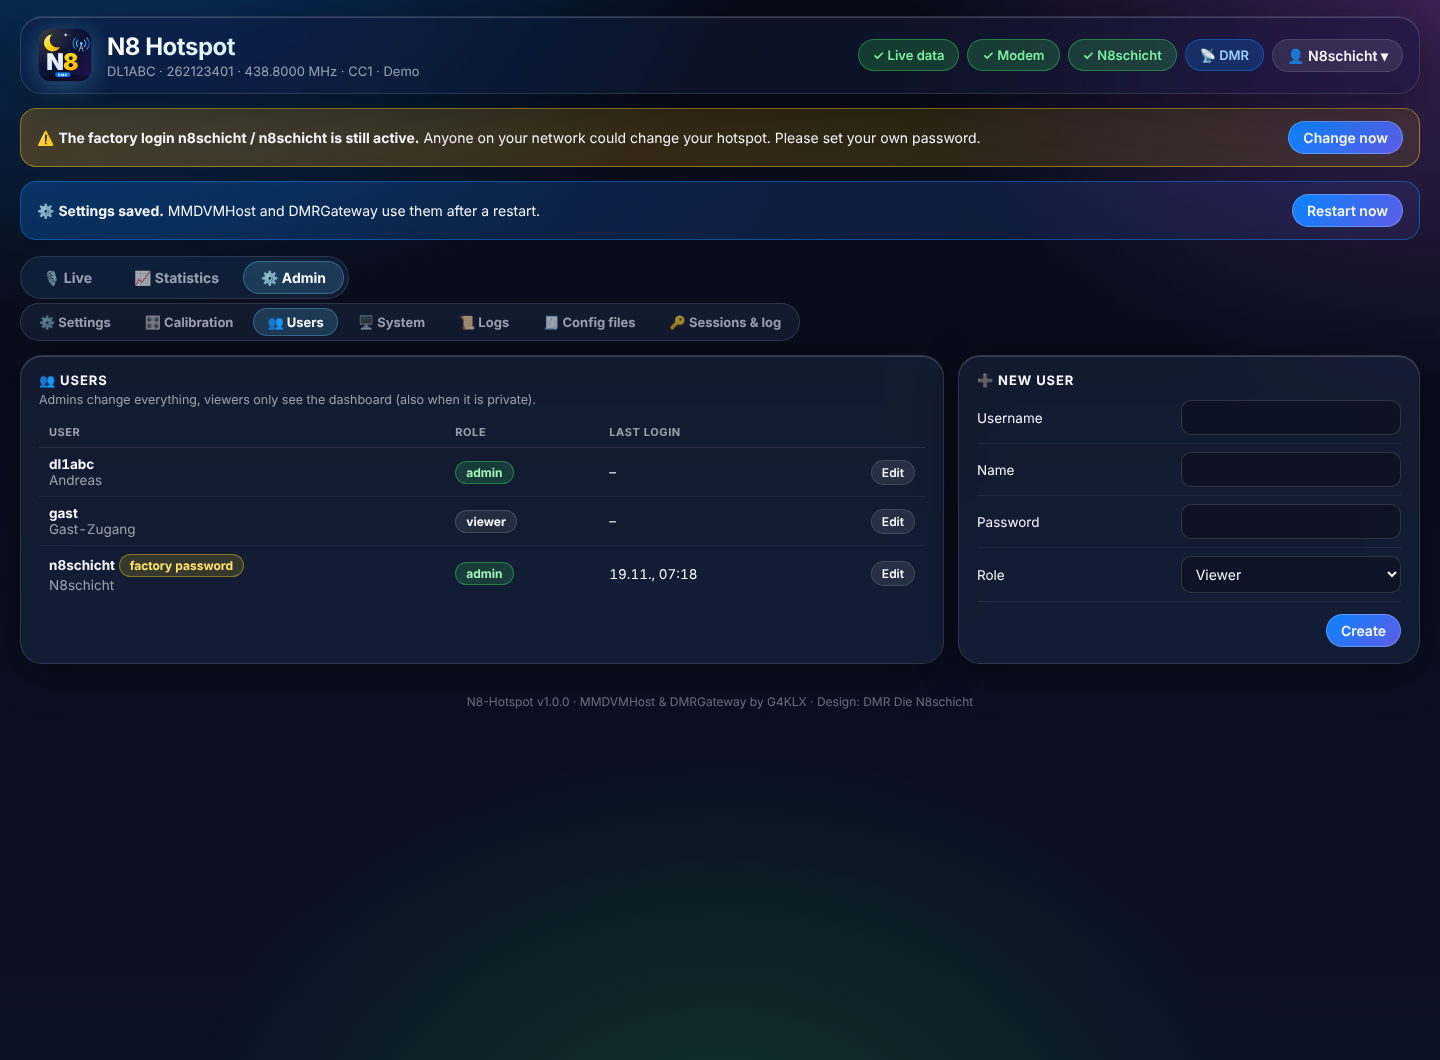 N8
DMR
N8 Hotspot
DL1ABC · 262123401 · 438.8000 MHz · CC1 · Demo
✓ Live data
✓ Modem
✓ N8schicht
📡 DMR
👤 N8schicht ▾
⚠️ The factory login n8schicht / n8schicht is still active. Anyone on your network could change your hotspot. Please set your own password.
Change now
⚙️ Settings saved. MMDVMHost and DMRGateway use them after a restart.
Restart now
🎙️ Live
📈 Statistics
⚙️ Admin
⚙️ Settings
🎛️ Calibration
👥 Users
🖥️ System
📜 Logs
🧾 Config files
🔑 Sessions & log
👥 USERS
Admins change everything, viewers only see the dashboard (also when it is private).
USER ROLE LAST LOGIN
dl1abc admin – Edit
Andreas
gast viewer – Edit
Gast-Zugang
n8schicht factory password admin 19.11., 07:18 Edit
N8schicht
➕ NEW USER
Username
Name
Password
Role Viewer
Create
N8-Hotspot v1.0.0 · MMDVMHost & DMRGateway by G4KLX · Design: DMR Die N8schicht